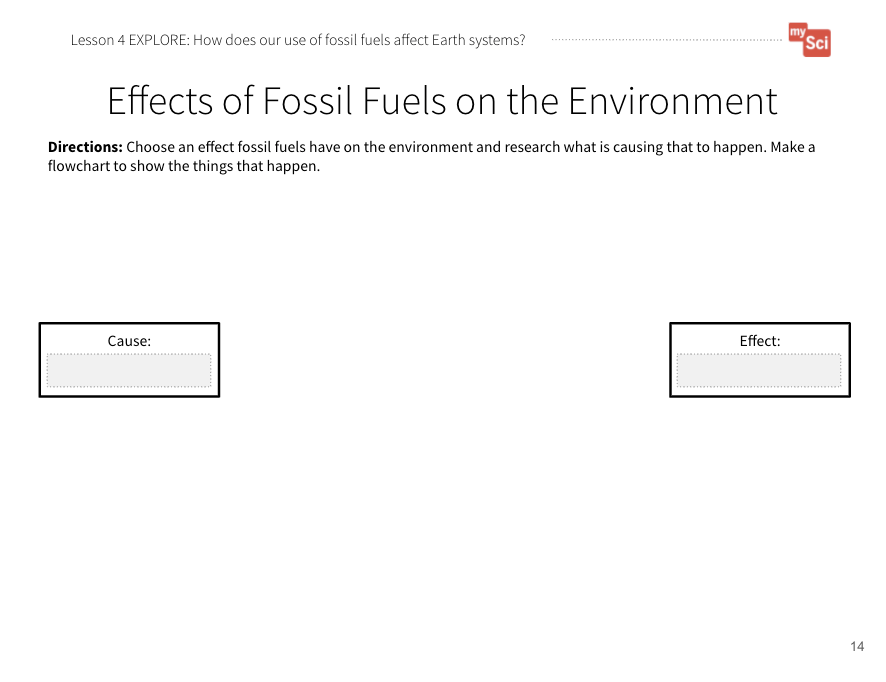 Lesson 4 EXPLORE: How does our use of fossil fuels affect Earth systems?
my
Sci
Effects of Fossil Fuels on the Environment
Directions: Choose an effect fossil fuels have on the environment and research what is causing that to happen. Make a
flowchart to show the things that happen.
Cause:
Effect:
14